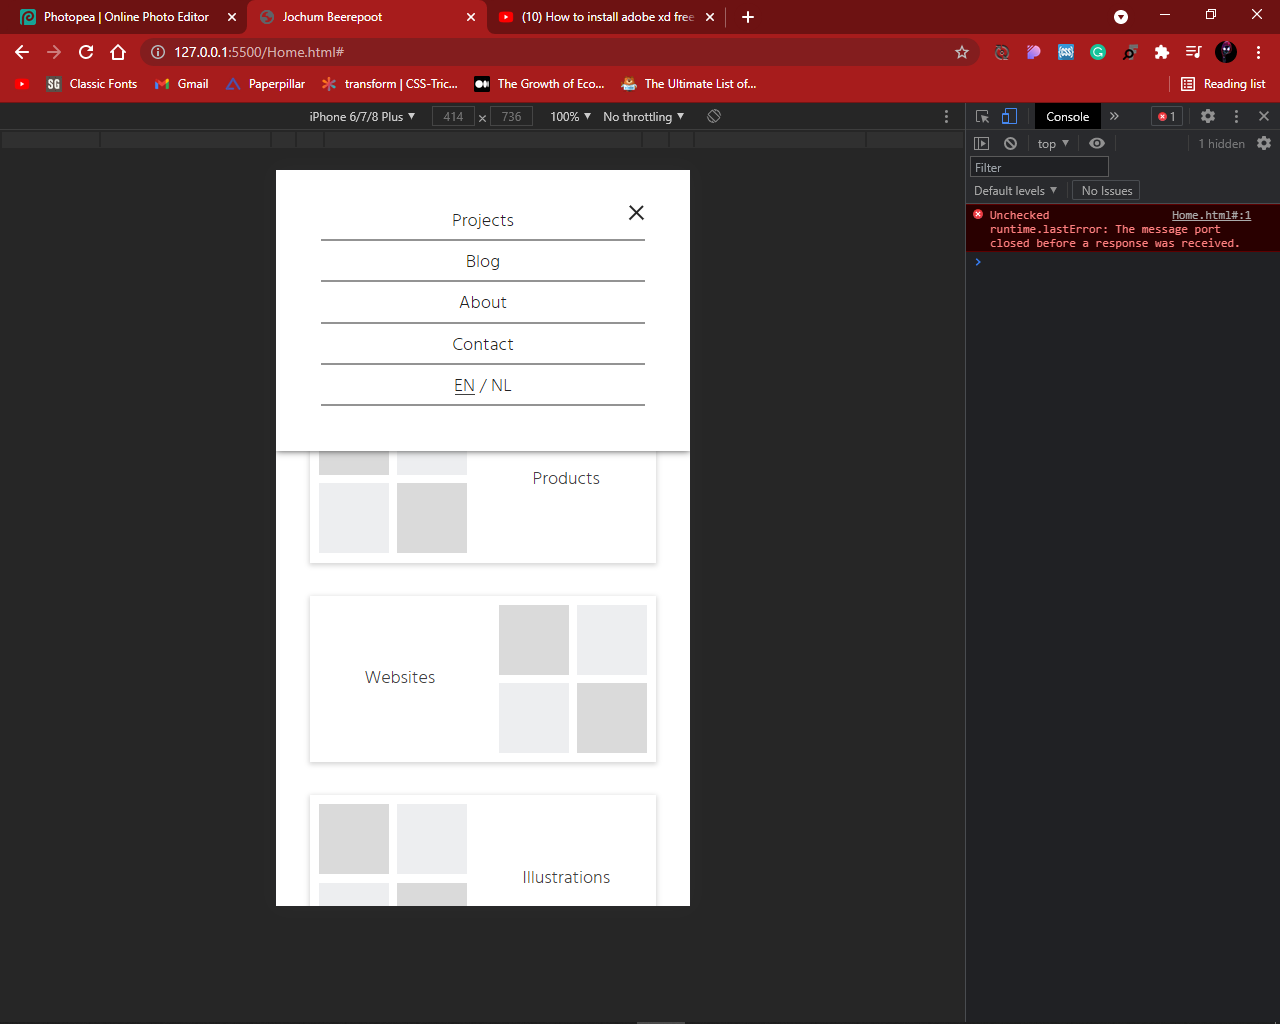 Photopea | Online Photo Editor
Jochum Beerepoot
(10) How to install adobe xd free
127.0.0.1:5500/Home.html#
SG Classic Fonts
Gmail
Paperpillar
transform | CSS-Tric...
The Growth of Eco...
The Ultimate List of...
Reading list
iPhone 6/7/8 Plus
414 × 736
100%
No throttling
Console
1
top
1 hidden
Filter
Default levels
No Issues
Unchecked Home.html#:1
runtime.lastError: The message port
closed before a response was received.
Projects
Blog
About
Contact
EN / NL
Products
Websites
Illustrations